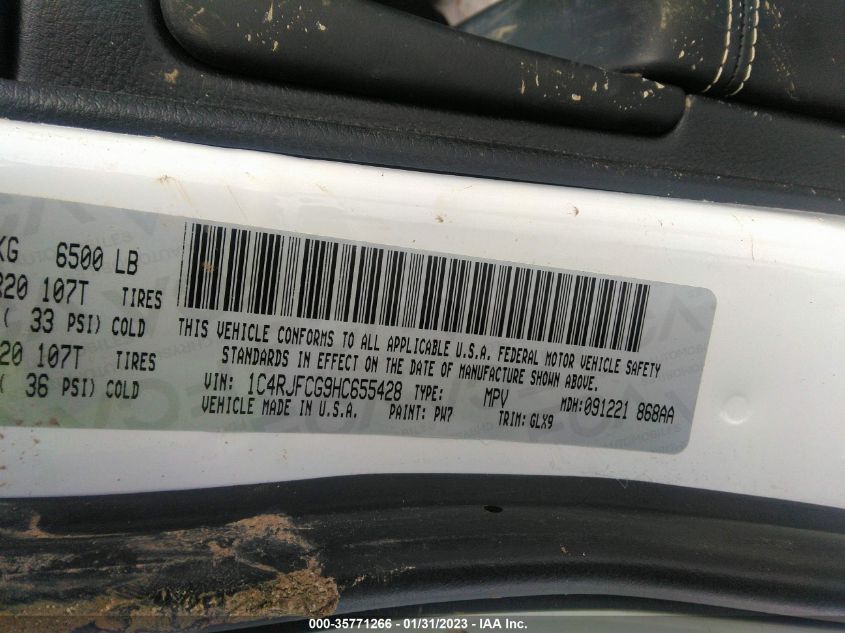 KG 6500 LB
20 107T TIRES
( 33 PSI) COLD
20 107T TIRES
( 36 PSI) COLD
THIS VEHICLE CONFORMS TO ALL APPLICABLE U.S.A. FEDERAL MOTOR VEHICLE SAFETY
STANDARDS IN EFFECT ON THE DATE OF MANUFACTURE SHOWN ABOVE.
VIN: 1C4RJFCG9HC655428 TYPE: MPV MDH:091221 868AA
VEHICLE MADE IN U.S.A. PAINT: PW7 TRIM: GLX9
000-35771266 - 01/31/2023 - IAA Inc.